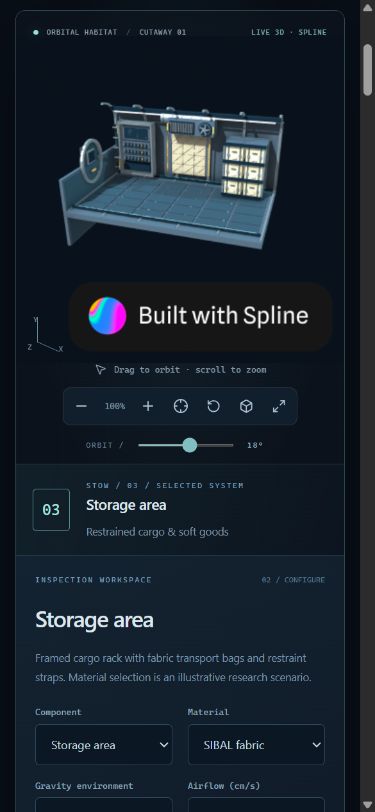 ORBITAL HABITAT / CUTAWAY 01
LIVE 3D · SPLINE
Built with Spline
Y
Z
X
Drag to orbit · scroll to zoom
100%
ORBIT /
18°
03
STOW / 03 / SELECTED SYSTEM
Storage area
Restrained cargo & soft goods
INSPECTION WORKSPACE
02 / CONFIGURE
Storage area
Framed cargo rack with fabric transport bags and restraint
straps. Material selection is an illustrative research scenario.
Component
Material
Storage area
SIBAL fabric
Gravity environment
Airflow (cm/s)